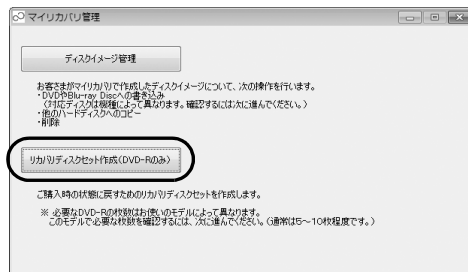 マイリカバリ管理
ディスクイメージ管理
お客さまがマイリカバリで作成したディスクイメージについて、次の操作を行います。
・DVDやBlu-ray Discへの書き込み
（対応ディスクは機種によって異なります。確認するには次に進んでください。）
・他のハードディスクへのコピー
・削除
リカバリディスクセット作成(DVD-Rのみ)
ご購入時の状態に戻すためのリカバリディスクセットを作成します。
※ 必要なDVD-Rの枚数はお使いのモデルによって異なります。
このモデルで必要な枚数を確認するには、次に進んでください。（通常は5～10枚程度です。）